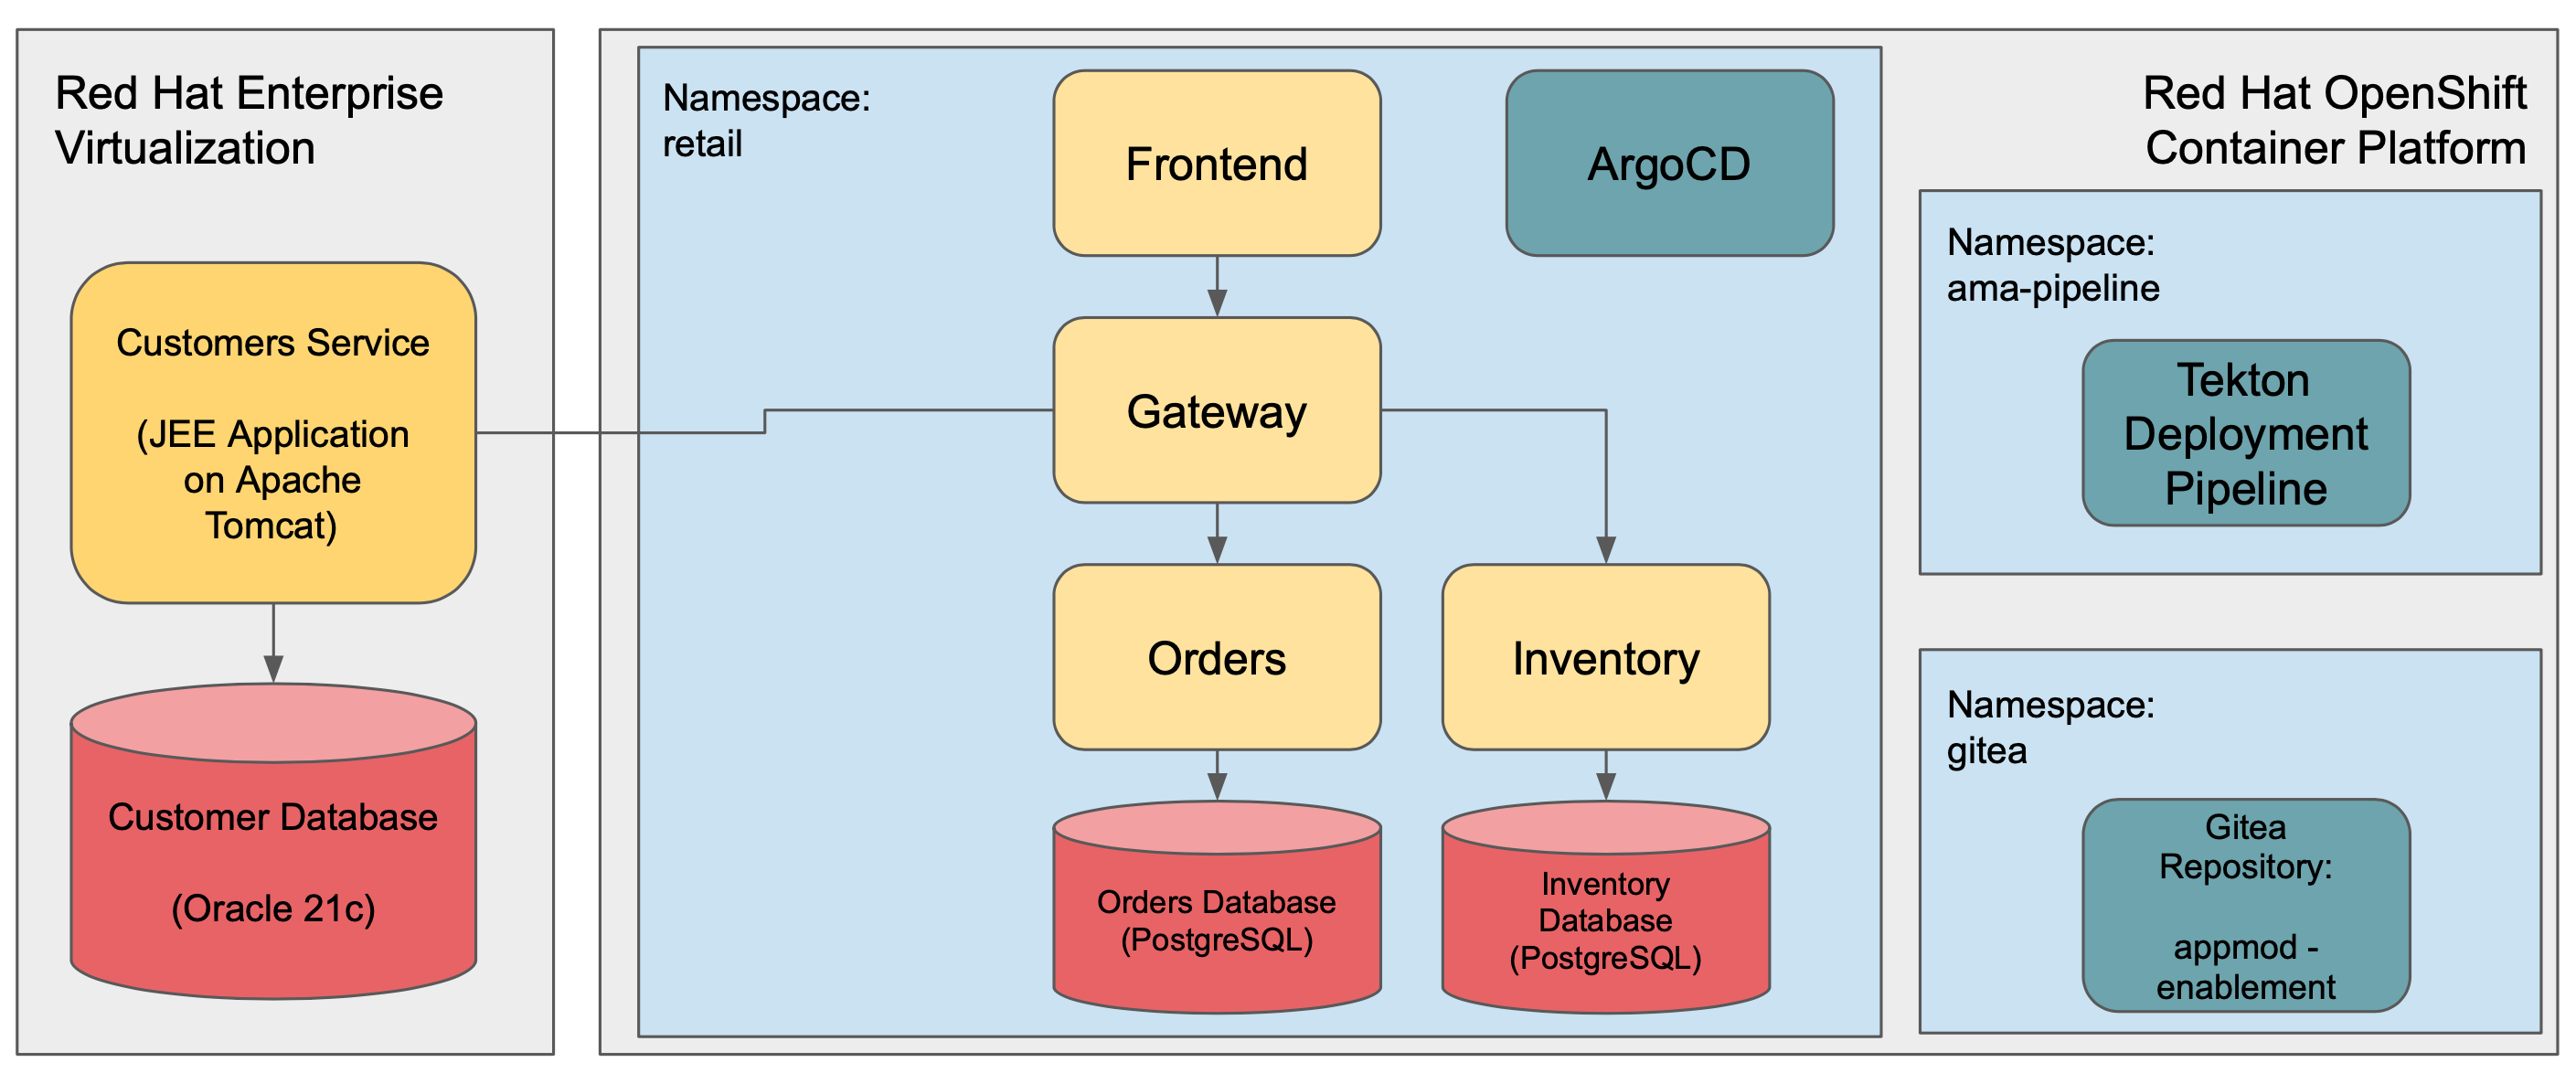 Red Hat Enterprise
Virtualization
Customers Service
(JEE Application
on Apache
Tomcat)
Customer Database
(Oracle 21c)
Namespace:
retail
Frontend
ArgoCD
Gateway
Orders
Inventory
Orders Database
(PostgreSQL)
Inventory
Database
(PostgreSQL)
Red Hat OpenShift
Container Platform
Namespace:
ama-pipeline
Tekton
Deployment
Pipeline
Namespace:
gitea
Gitea
Repository:
appmod -
enablement